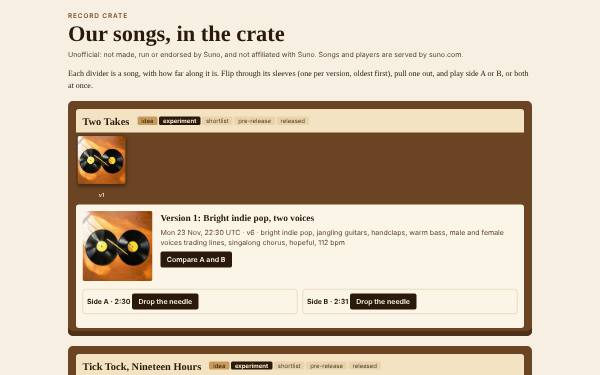 RECORD CRATE
Our songs, in the crate
Unofficial: not made, run or endorsed by Suno, and not affiliated with Suno. Songs and players are served by suno.com.
Each divider is a song, with how far along it is. Flip through its sleeves (one per version, oldest first), pull one out, and play side A or B, or both
at once.
Two Takes idea experiment shortlist pre-release released
v1
Version 1: Bright indie pop, two voices
Mon 23 Nov, 22:30 UTC · v6 · bright indie pop, jangling guitars, handclaps, warm bass, male and female
voices trading lines, singalong chorus, hopeful, 112 bpm
Compare A and B
Side A · 2:30 Drop the needle Side B · 2:31 Drop the needle
Tick Tock, Nineteen Hours idea experiment shortlist pre-release released